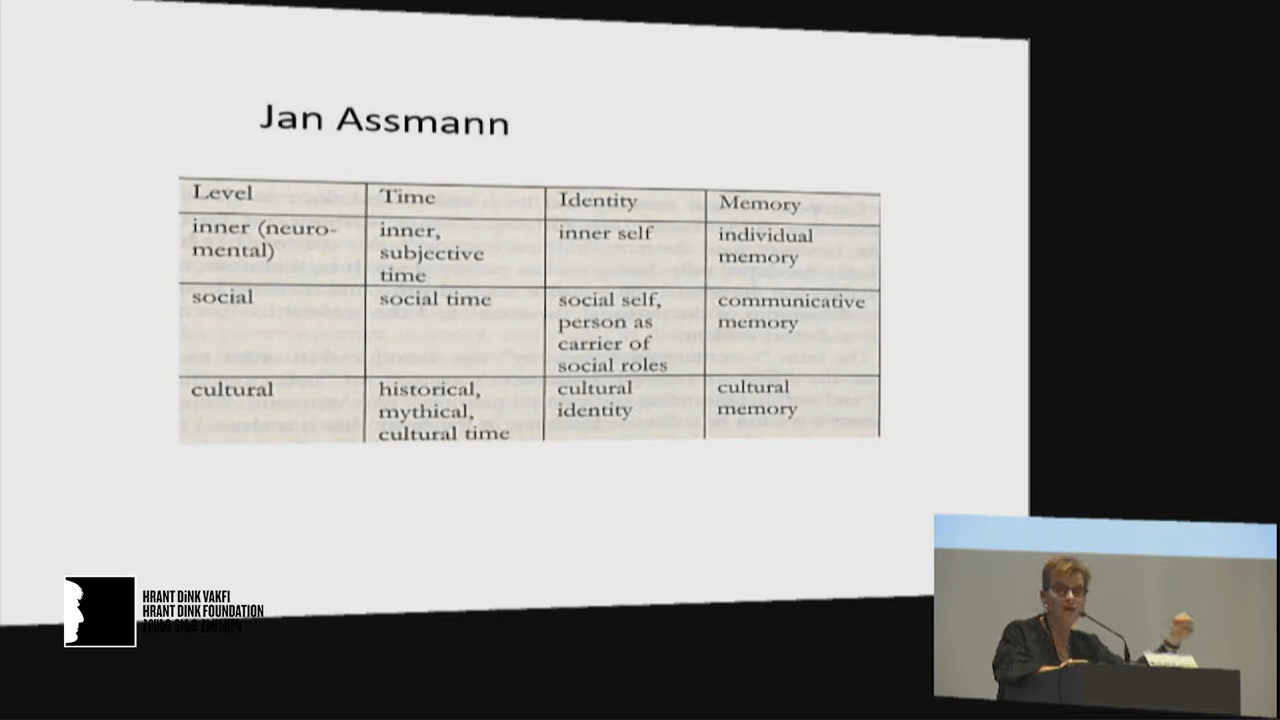 Jan Assmann
Level Time Identity Memory
inner (neuro-
mental) inner,
subjective
time inner self individual
memory
social social time social self,
person as
carrier of
social roles communicative
memory
cultural historical,
mythical,
cultural time cultural
identity cultural
memory
HRANT DiNK VAKFI
HRANT DINK FOUNDATION